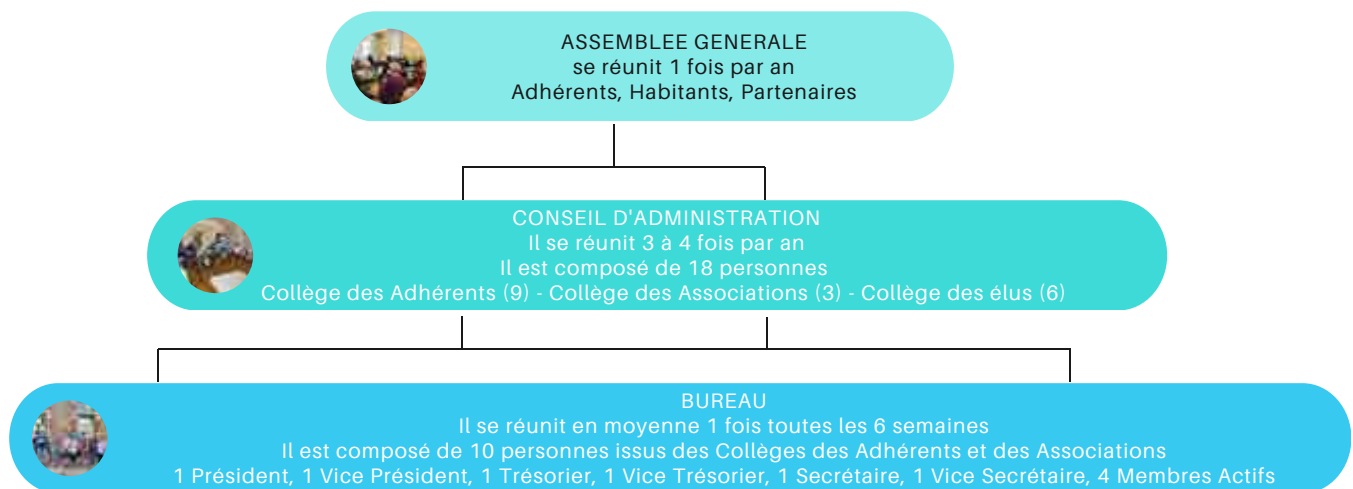 ASSEMBLEE GENERALE
se réunit 1 fois par an
Adhérents, Habitants, Partenaires
CONSEIL D'ADMINISTRATION
Il se réunit 3 à 4 fois par an
Il est composé de 18 personnes
Collège des Adhérents (9) - Collège des Associations (3) - Collège des élus (6)
BUREAU
Il se réunit en moyenne 1 fois toutes les 6 semaines
Il est composé de 10 personnes issus des Collèges des Adhérents et des Associations
1 Président, 1 Vice Président, 1 Trésorier, 1 Vice Trésorier, 1 Secrétaire, 1 Vice Secrétaire, 4 Membres Actifs